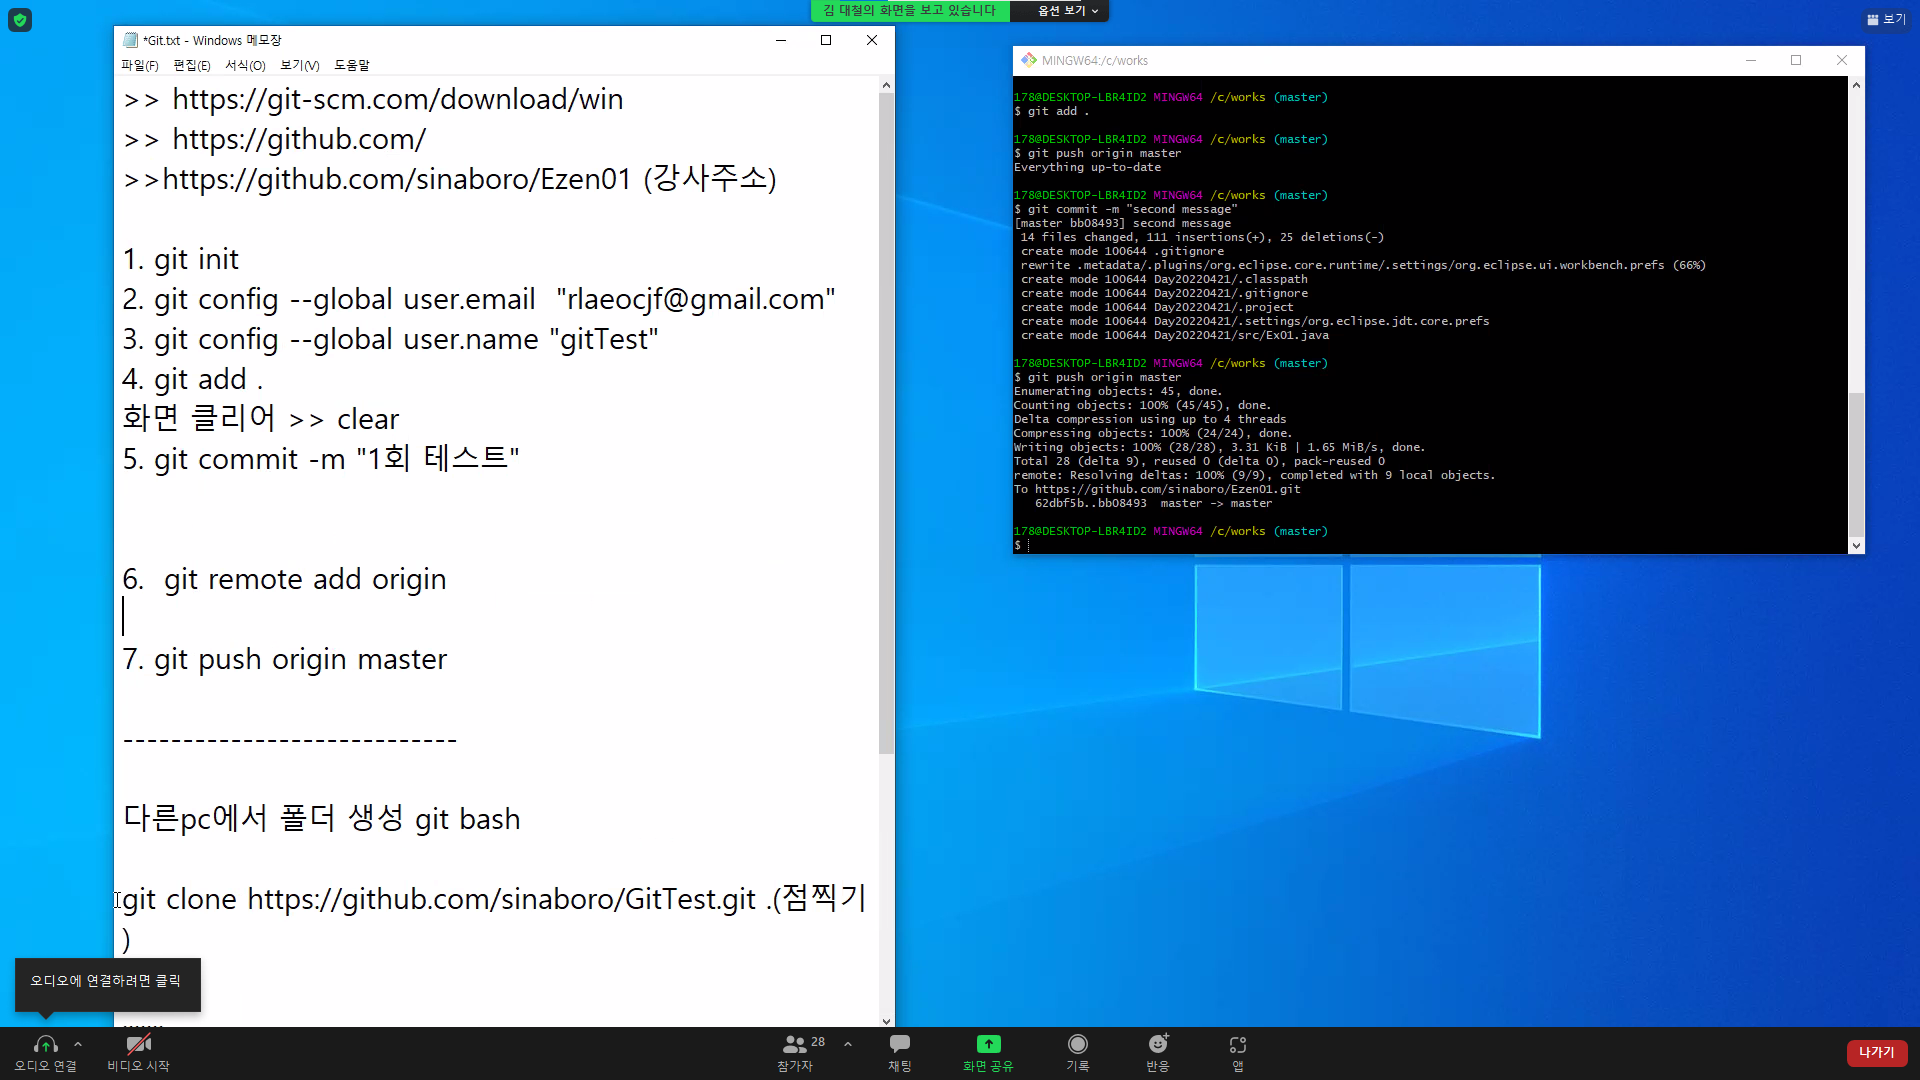 김 대철의 화면을 보고 있습니다
옵션 보기
보기
*Git.txt - Windows 메모장
파일(F) 편집(E) 서식(O) 보기(V) 도움말
>> https://git-scm.com/download/win
>> https://github.com/
>>https://github.com/sinaboro/Ezen01 (강사주소)
1. git init
2. git config --global user.email "rlaeocjf@gmail.com"
3. git config --global user.name "gitTest"
4. git add .
화면 클리어 >> clear
5. git commit -m "1회 테스트"
6. git remote add origin
7. git push origin master
----------------------------
다른pc에서 폴더 생성 git bash
git clone https://github.com/sinaboro/GitTest.git .(점찍기
)
MINGW64:/c/works
178@DESKTOP-LBR4ID2 MINGW64 /c/works (master)
$ git add .
178@DESKTOP-LBR4ID2 MINGW64 /c/works (master)
$ git push origin master
Everything up-to-date
178@DESKTOP-LBR4ID2 MINGW64 /c/works (master)
$ git commit -m "second message"
[master bb08493] second message
14 files changed, 111 insertions(+), 25 deletions(-)
create mode 100644 .gitignore
rewrite .metadata/.plugins/org.eclipse.core.runtime/.settings/org.eclipse.ui.workbench.prefs (66%)
create mode 100644 Day20220421/.classpath
create mode 100644 Day20220421/.gitignore
create mode 100644 Day20220421/.project
create mode 100644 Day20220421/.settings/org.eclipse.jdt.core.prefs
create mode 100644 Day20220421/src/Ex01.java
178@DESKTOP-LBR4ID2 MINGW64 /c/works (master)
$ git push origin master
Enumerating objects: 45, done.
Counting objects: 100% (45/45), done.
Delta compression using up to 4 threads
Compressing objects: 100% (24/24), done.
Writing objects: 100% (28/28), 3.31 KiB | 1.65 MiB/s, done.
Total 28 (delta 9), reused 0 (delta 0), pack-reused 0
remote: Resolving deltas: 100% (9/9), completed with 9 local objects.
To https://github.com/sinaboro/Ezen01.git
62dbf5b..bb08493 master -> master
178@DESKTOP-LBR4ID2 MINGW64 /c/works (master)
$
오디오에 연결하려면 클릭
오디오 연결
비디오 시작
28
참가자
채팅
화면 공유
기록
반응
앱
나가기